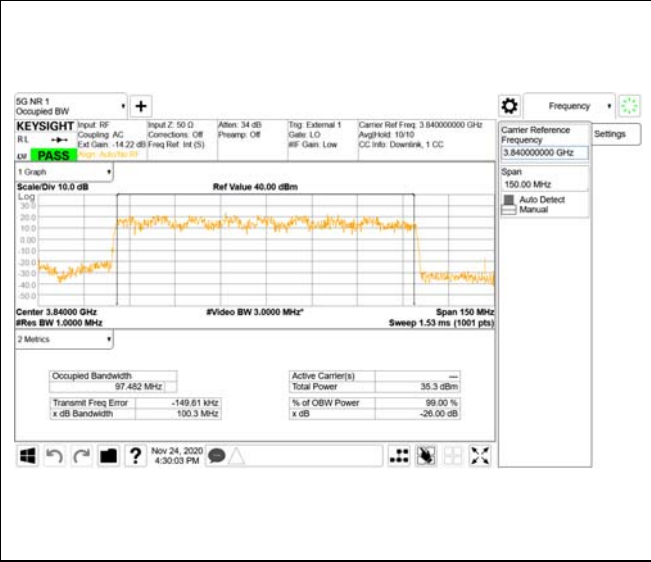 5G NR 1
Occupied BW
Frequency
KEYSIGHT
R L
PASS
Input: RF
Coupling: AC
Ext Gain: -14.22 dB
Align: Auto/No RF
Input Z: 50 Ω
Corrections: Off
Freq Ref: Int (S)
Atten: 34 dB
Preamp: Off
Trig: External 1
Gate: LO
#IF Gain: Low
Carrier Ref Freq: 3.840000000 GHz
Avg|Hold: 10/10
CC Info: Downlink, 1 CC
Carrier Reference
Frequency
3.840000000 GHz
Settings
Span
150.00 MHz
Auto Detect
Manual
1 Graph
Scale/Div 10.0 dB
Ref Value 40.00 dBm
Log
30.0
20.0
10.0
0.00
-10.0
-20.0
-30.0
-40.0
-50.0
Center 3.84000 GHz
#Video BW 3.0000 MHz*
Span 150 MHz
#Res BW 1.0000 MHz
Sweep 1.53 ms (1001 pts)
2 Metrics
Occupied Bandwidth
97.482 MHz
Transmit Freq Error -149.61 kHz
x dB Bandwidth 100.3 MHz
Active Carrier(s) —
Total Power 35.3 dBm
% of OBW Power 99.00 %
x dB -26.00 dB
Nov 24, 2020
4:30:03 PM